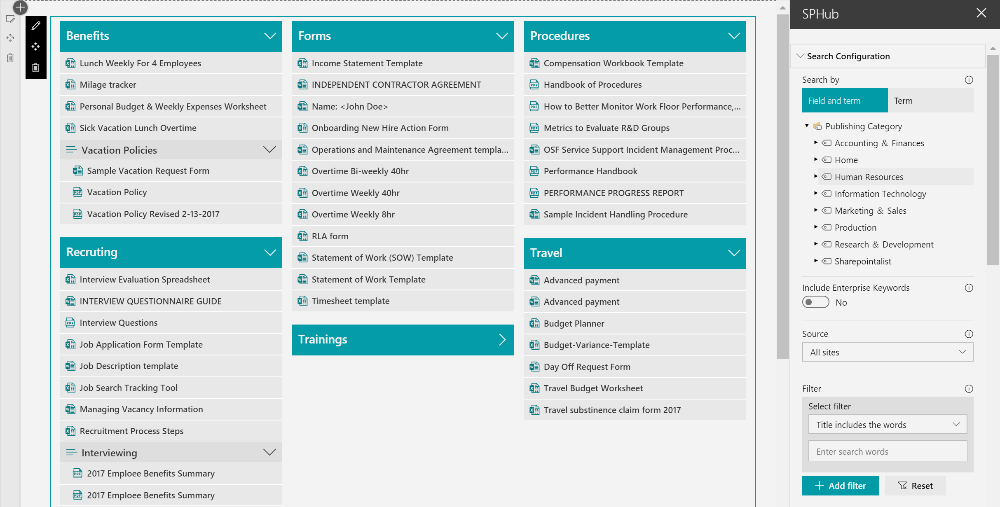 Benefits
Lunch Weekly For 4 Employees
Milage tracker
Personal Budget & Weekly Expenses Worksheet
Sick Vacation Lunch Overtime
Vacation Policies
Sample Vacation Request Form
Vacation Policy
Vacation Policy Revised 2-13-2017
Recruting
Interview Evaluation Spreadsheet
INTERVIEW QUESTIONNAIRE GUIDE
Interview Questions
Job Application Form Template
Job Description template
Job Search Tracking Tool
Managing Vacancy Information
Recruitment Process Steps
Interviewing
2017 Emploee Benefits Summary
2017 Emploee Benefits Summary
Forms
Income Statement Template
INDEPENDENT CONTRACTOR AGREEMENT
Name: <John Doe>
Onboarding New Hire Action Form
Operations and Maintenance Agreement templa...
Overtime Bi-weekly 40hr
Overtime Weekly 40hr
Overtime Weekly 8hr
RLA form
Statement of Work (SOW) Template
Statement of Work Template
Timesheet template
Trainings
Procedures
Compensation Workbook Template
Handbook of Procedures
How to Better Monitor Work Floor Performance,...
Metrics to Evaluate R&D Groups
OSF Service Support Incident Management Proc...
Performance Handbook
PERFORMANCE PROGRESS REPORT
Sample Incident Handling Procedure
Travel
Advanced payment
Advanced payment
Budget Planner
Budget-Variance-Template
Day Off Request Form
Travel Budget Worksheet
Travel substinence claim form 2017
SPHub
Search Configuration
Search by
Field and term
Term
Publishing Category
Accounting & Finances
Home
Human Resources
Information Technology
Marketing & Sales
Production
Research & Development
Sharepointalist
Include Enterprise Keywords
No
Source
All sites
Filter
Select filter
Title includes the words
Enter search words
Add filter
Reset